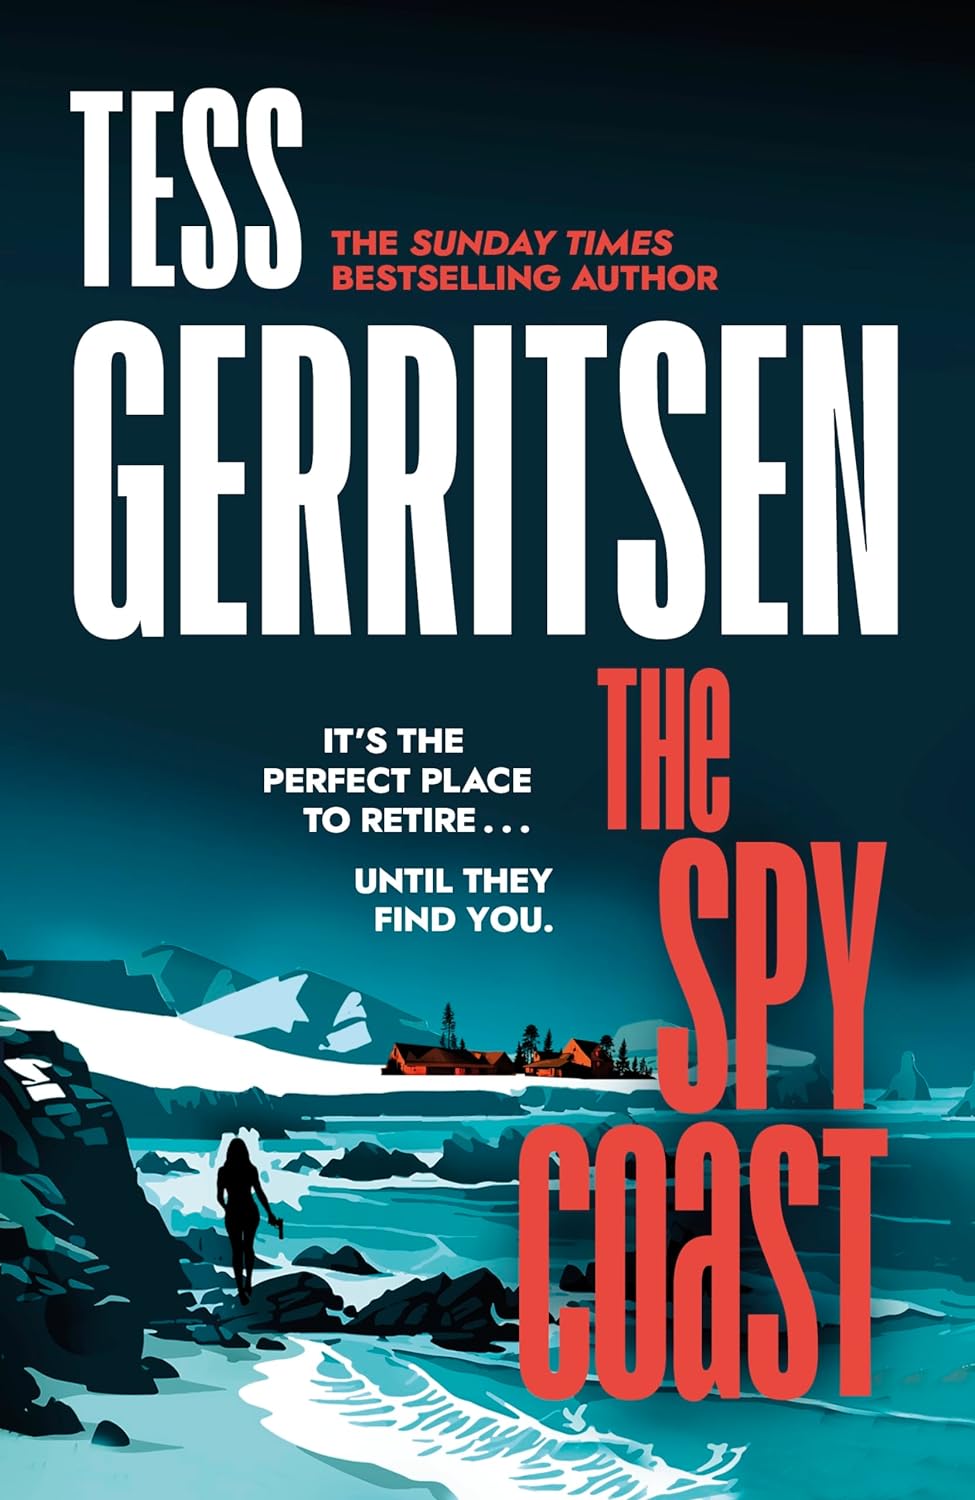 TESS
THE SUNDAY TIMES
BESTSELLING AUTHOR
GERRITSEN
IT'S THE
PERFECT PLACE
TO RETIRE...
UNTIL THEY
FIND YOU.
THe
SPY
COaST